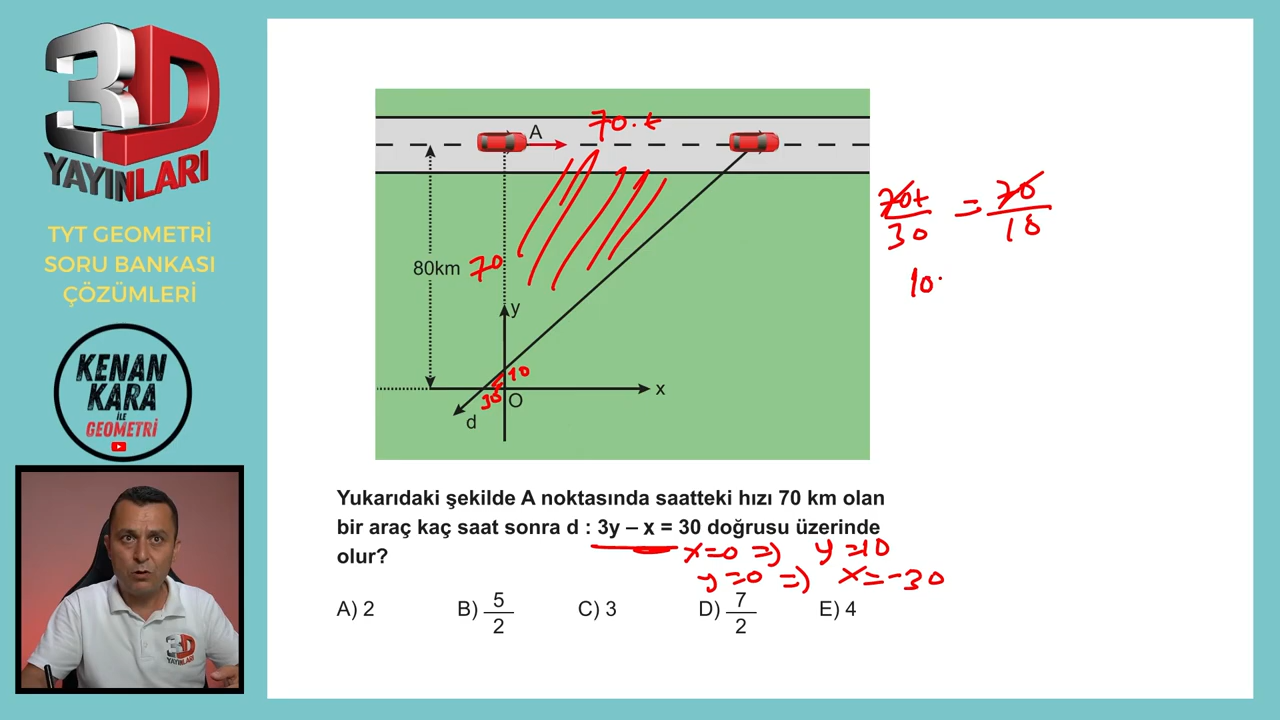 3D
YAYINLARI
TYT GEOMETRİ
SORU BANKASI
ÇÖZÜMLERİ
KENAN
KARA
İLE
GEOMETRİ
3D
YAYINLARI
A
70.t
80km
70
y
10
30
O
x
d
70t/30 = 70/10
10.
Yukarıdaki şekilde A noktasında saatteki hızı 70 km olan
bir araç kaç saat sonra d : 3y – x = 30 doğrusu üzerinde
olur?
x=0 => y=10
y=0 => x=-30
A) 2 B) 5/2 C) 3 D) 7/2 E) 4